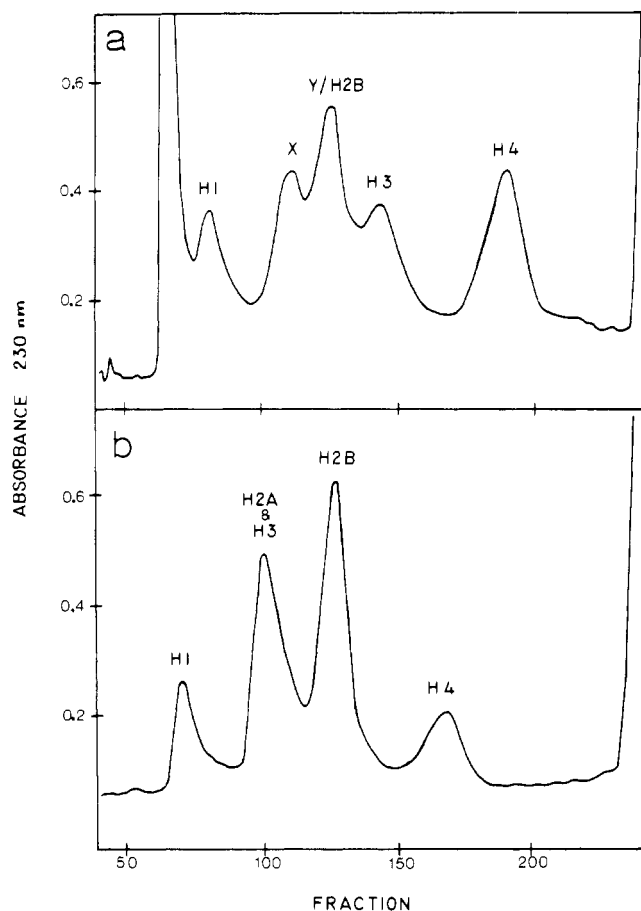 a
0.6
0.4
0.2
H1
X
Y/H2B
H3
H4
ABSORBANCE 230 nm
b
0.6
0.4
0.2
H1
H2A
&
H3
H2B
H4
50
100
150
200
FRACTION